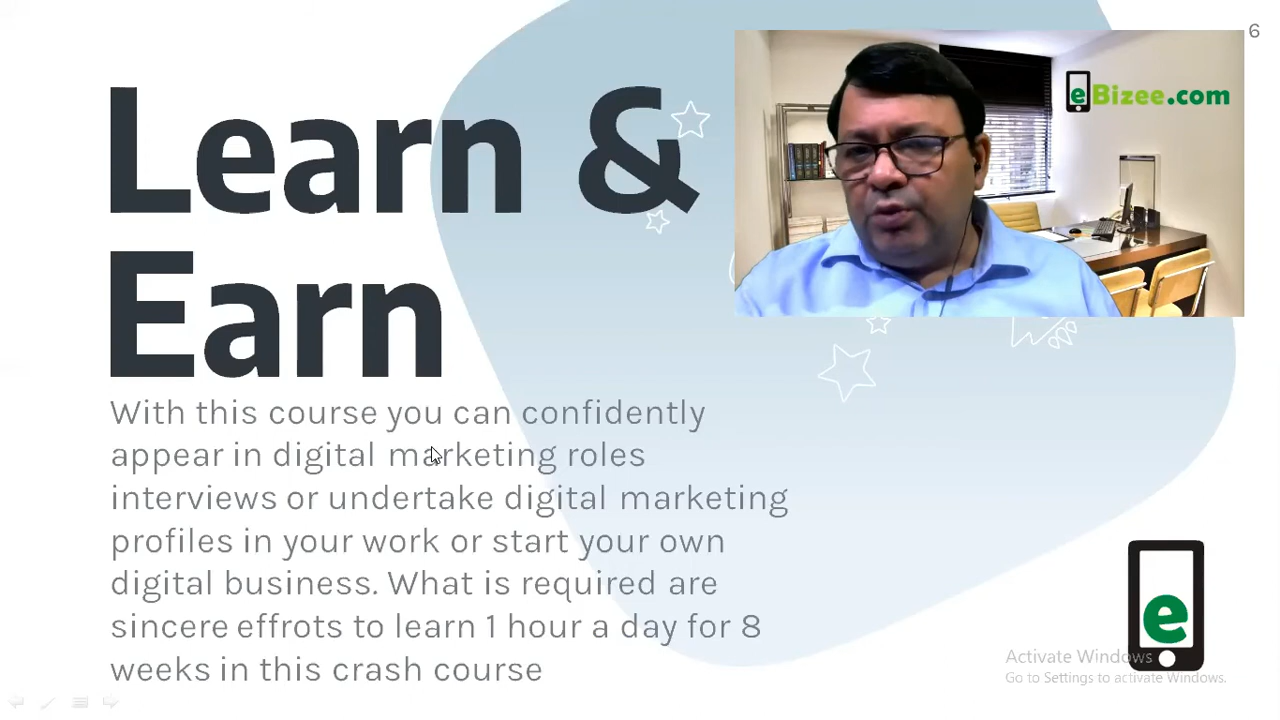 6
eBizee.com
Learn &
Earn
With this course you can confidently
appear in digital marketing roles
interviews or undertake digital marketing
profiles in your work or start your own
digital business. What is required are
sincere effrots to learn 1 hour a day for 8
weeks in this crash course
e
Activate Windows
Go to Settings to activate Windows.